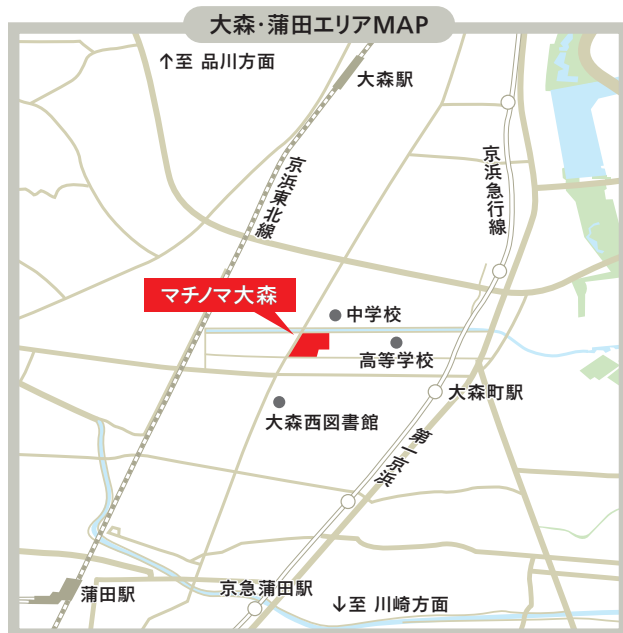 大森・蒲田エリアMAP
↑至 品川方面
大森駅
京浜東北線
京浜急行線
マチノマ大森
中学校
高等学校
大森町駅
大森西図書館
第一京浜
蒲田駅
京急蒲田駅
↓至 川崎方面